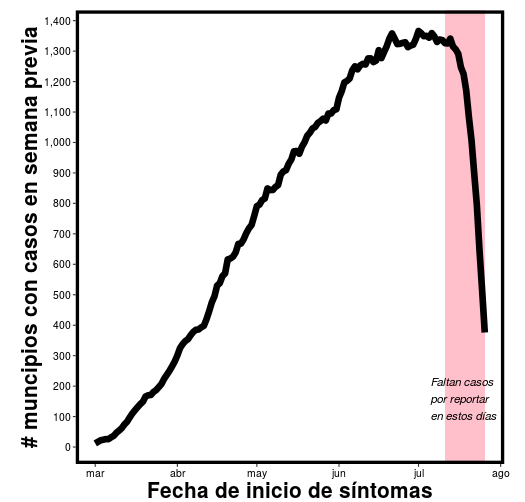 # muncipios con casos en semana previa
1,400
1,300
1,200
1,100
1,000
900
800
700
600
500
400
300
200
100
0
Faltan casos
por reportar
en estos días
mar abr may jun jul ago
Fecha de inicio de síntomas